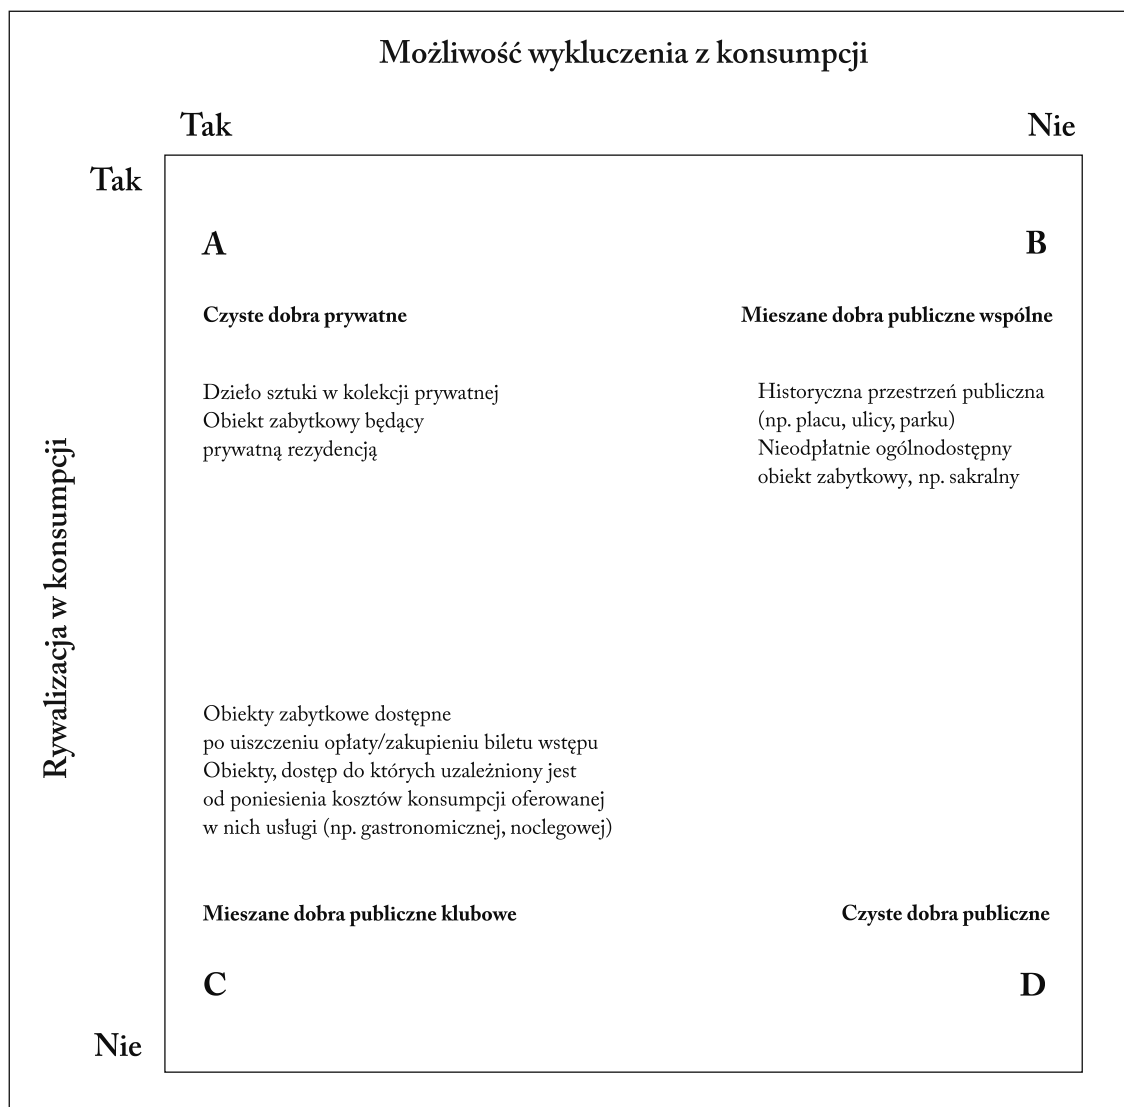 Możliwość wykluczenia z konsumpcji
Tak
Nie
Tak
A
B
Czyste dobra prywatne
Mieszane dobra publiczne wspólne
Dzieło sztuki w kolekcji prywatnej
Obiekt zabytkowy będący
prywatną rezydencją
Historyczna przestrzeń publiczna
(np. placu, ulicy, parku)
Nieodpłatnie ogólnodostępny
obiekt zabytkowy, np. sakralny
Rywalizacja w konsumpcji
Obiekty zabytkowe dostępne
po uiszczeniu opłaty/zakupieniu biletu wstępu
Obiekty, dostęp do których uzależniony jest
od poniesienia kosztów konsumpcji oferowanej
w nich usługi (np. gastronomicznej, noclegowej)
Mieszane dobra publiczne klubowe
Czyste dobra publiczne
C
D
Nie